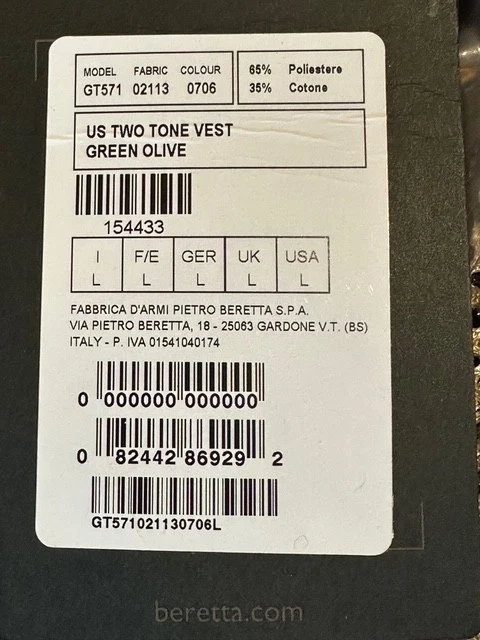 MODEL FABRIC COLOUR
GT571 02113 0706
65% Poliestere
35% Cotone
US TWO TONE VEST
GREEN OLIVE
154433
I F/E GER UK USA
L L L L L
FABBRICA D'ARMI PIETRO BERETTA S.P.A.
VIA PIETRO BERETTA, 18 - 25063 GARDONE V.T. (BS)
ITALY - P. IVA 01541040174
0 000000 000000
0 82442 86929 2
GT571021130706L
beretta.com